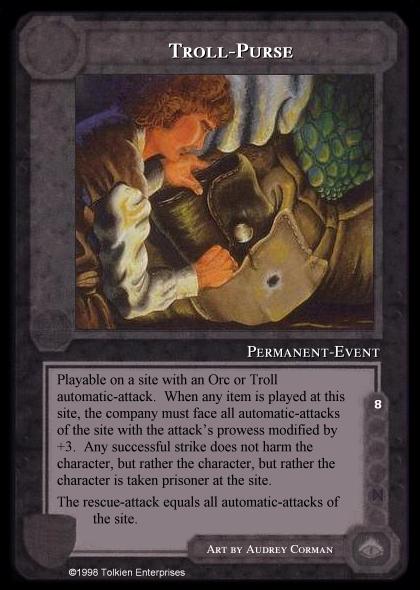 TROLL-PURSE
PERMANENT-EVENT
Playable on a site with an Orc or Troll
automatic-attack. When any item is played at this
site, the company must face all automatic-attacks
of the site with the attack's prowess modified by
+3. Any successful strike does not harm the
character, but rather the character, but rather the
character is taken prisoner at the site.
8
The rescue-attack equals all automatic-attacks of
the site.
ART BY AUDREY CORMAN
©1998 Tolkien Enterprises